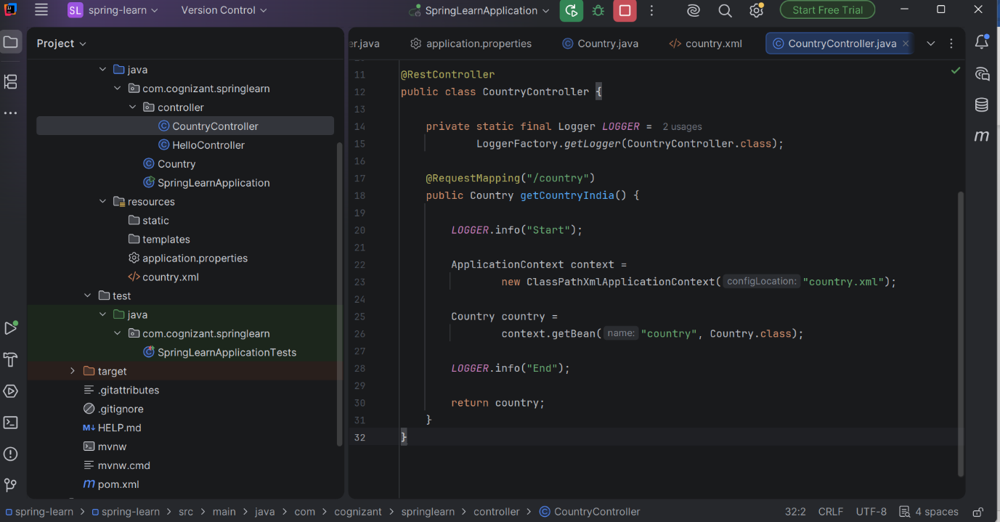 SL spring-learn Version Control SpringLearnApplication Start Free Trial
Project
er.java application.properties Country.java country.xml CountryController.java
java
com.cognizant.springlearn
controller
CountryController
HelloController
Country
SpringLearnApplication
resources
static
templates
application.properties
country.xml
test
java
com.cognizant.springlearn
SpringLearnApplicationTests
target
.gitattributes
.gitignore
M↓ HELP.md
mvnw
mvnw.cmd
m pom.xml
11 @RestController
12 public class CountryController {
13
14 private static final Logger LOGGER = 2 usages
15 LoggerFactory.getLogger(CountryController.class);
16
17 @RequestMapping("/country")
18 public Country getCountryIndia() {
19
20 LOGGER.info("Start");
21
22 ApplicationContext context =
23 new ClassPathXmlApplicationContext( configLocation: "country.xml");
24
25 Country country =
26 context.getBean( name: "country", Country.class);
27
28 LOGGER.info("End");
29
30 return country;
31 }
32 }
m
spring-learn > spring-learn > src > main > java > com > cognizant > springlearn > controller > CountryController 32:2 CRLF UTF-8 4 spaces